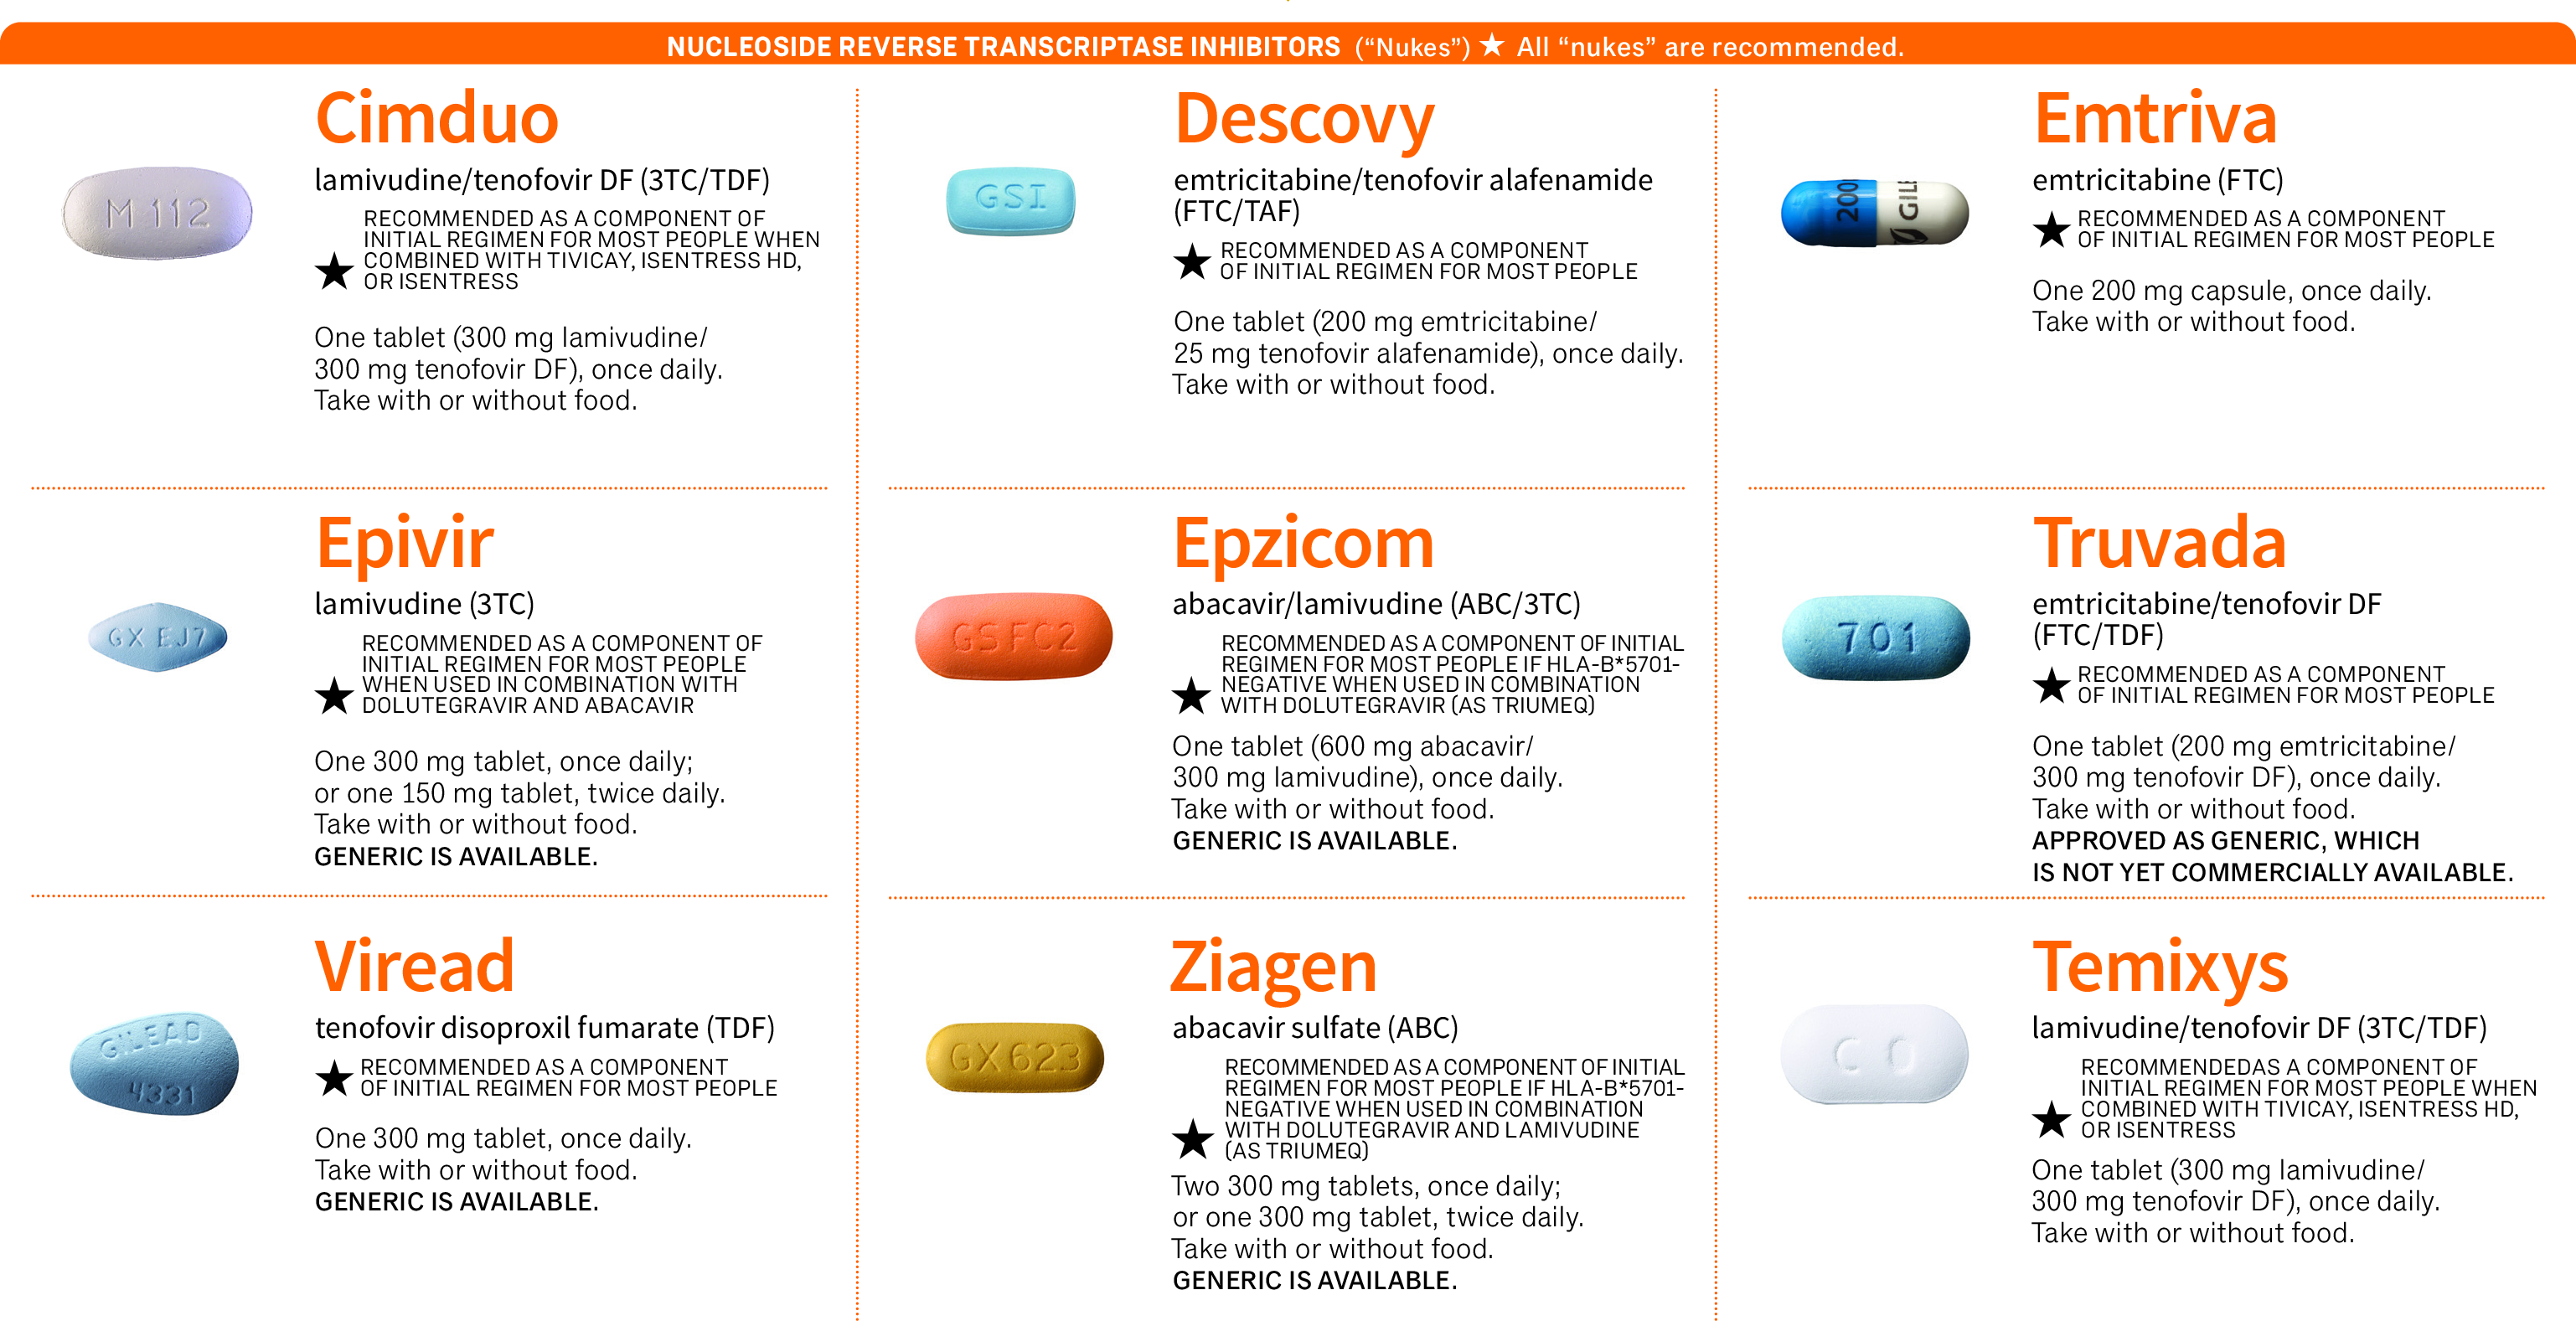 NUCLEOSIDE REVERSE TRANSCRIPTASE INHIBITORS (“Nukes”) ★ All “nukes” are recommended.
Cimduo
M 112
lamivudine/tenofovir DF (3TC/TDF)
RECOMMENDED AS A COMPONENT OF
INITIAL REGIMEN FOR MOST PEOPLE WHEN
★ COMBINED WITH TIVICAY, ISENTRESS HD,
OR ISENTRESS
One tablet (300 mg lamivudine/
300 mg tenofovir DF), once daily.
Take with or without food.
Descovy
GSI
emtricitabine/tenofovir alafenamide
(FTC/TAF)
★ RECOMMENDED AS A COMPONENT
OF INITIAL REGIMEN FOR MOST PEOPLE
One tablet (200 mg emtricitabine/
25 mg tenofovir alafenamide), once daily.
Take with or without food.
Emtriva
200
GIL
emtricitabine (FTC)
★ RECOMMENDED AS A COMPONENT
OF INITIAL REGIMEN FOR MOST PEOPLE
One 200 mg capsule, once daily.
Take with or without food.
Epivir
GX EJ7
lamivudine (3TC)
RECOMMENDED AS A COMPONENT OF
INITIAL REGIMEN FOR MOST PEOPLE
★ WHEN USED IN COMBINATION WITH
DOLUTEGRAVIR AND ABACAVIR
One 300 mg tablet, once daily;
or one 150 mg tablet, twice daily.
Take with or without food.
GENERIC IS AVAILABLE.
Epzicom
GS FC2
abacavir/lamivudine (ABC/3TC)
RECOMMENDED AS A COMPONENT OF INITIAL
REGIMEN FOR MOST PEOPLE IF HLA-B*5701-
★ NEGATIVE WHEN USED IN COMBINATION
WITH DOLUTEGRAVIR (AS TRIUMEQ)
One tablet (600 mg abacavir/
300 mg lamivudine), once daily.
Take with or without food.
GENERIC IS AVAILABLE.
Truvada
701
emtricitabine/tenofovir DF
(FTC/TDF)
★ RECOMMENDED AS A COMPONENT
OF INITIAL REGIMEN FOR MOST PEOPLE
One tablet (200 mg emtricitabine/
300 mg tenofovir DF), once daily.
Take with or without food.
APPROVED AS GENERIC, WHICH
IS NOT YET COMMERCIALLY AVAILABLE.
Viread
GILEAD
4331
tenofovir disoproxil fumarate (TDF)
★ RECOMMENDED AS A COMPONENT
OF INITIAL REGIMEN FOR MOST PEOPLE
One 300 mg tablet, once daily.
Take with or without food.
GENERIC IS AVAILABLE.
Ziagen
GX 623
abacavir sulfate (ABC)
RECOMMENDED AS A COMPONENT OF INITIAL
REGIMEN FOR MOST PEOPLE IF HLA-B*5701-
NEGATIVE WHEN USED IN COMBINATION
★ WITH DOLUTEGRAVIR AND LAMIVUDINE
(AS TRIUMEQ)
Two 300 mg tablets, once daily;
or one 300 mg tablet, twice daily.
Take with or without food.
GENERIC IS AVAILABLE.
Temixys
C O
lamivudine/tenofovir DF (3TC/TDF)
RECOMMENDEDAS A COMPONENT OF
INITIAL REGIMEN FOR MOST PEOPLE WHEN
★ COMBINED WITH TIVICAY, ISENTRESS HD,
OR ISENTRESS
One tablet (300 mg lamivudine/
300 mg tenofovir DF), once daily.
Take with or without food.